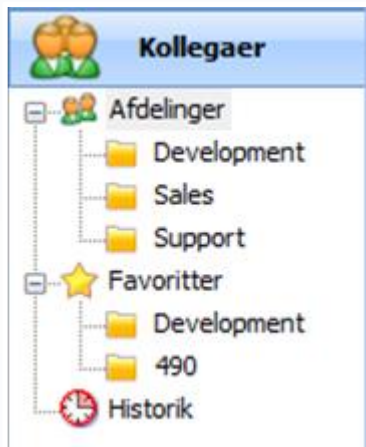 Kollegaer
Afdelinger
Development
Sales
Support
Favoritter
Development
490
Historik